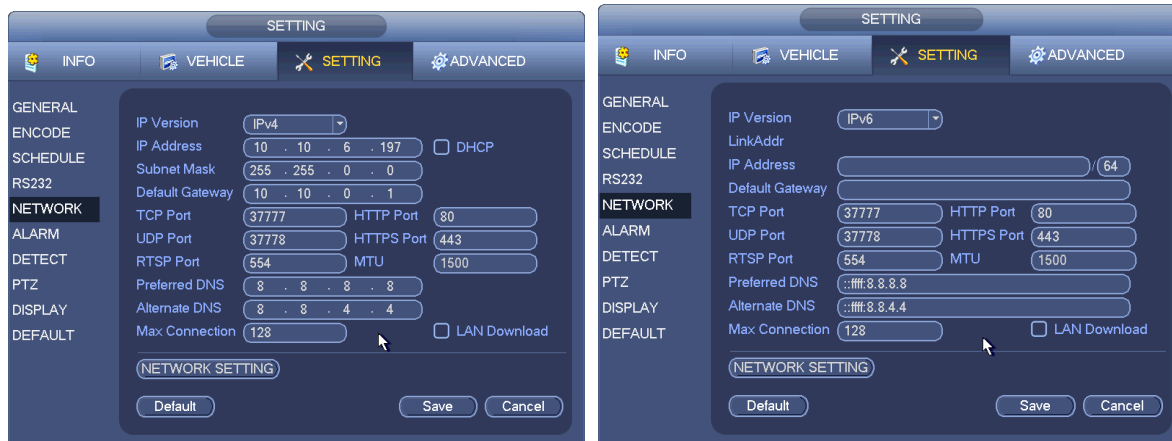 SETTING
INFO VEHICLE SETTING ADVANCED
GENERAL
ENCODE
SCHEDULE
RS232
NETWORK
ALARM
DETECT
PTZ
DISPLAY
DEFAULT
IP Version IPv4
IP Address 10 . 10 . 6 . 197 DHCP
Subnet Mask 255 . 255 . 0 . 0
Default Gateway 10 . 10 . 0 . 1
TCP Port 37777 HTTP Port 80
UDP Port 37778 HTTPS Port 443
RTSP Port 554 MTU 1500
Preferred DNS 8 . 8 . 8 . 8
Alternate DNS 8 . 8 . 4 . 4
Max Connection 128 LAN Download
NETWORK SETTING
Default Save Cancel
SETTING
INFO VEHICLE SETTING ADVANCED
GENERAL
ENCODE
SCHEDULE
RS232
NETWORK
ALARM
DETECT
PTZ
DISPLAY
DEFAULT
IP Version IPv6
LinkAddr
IP Address / 64
Default Gateway
TCP Port 37777 HTTP Port 80
UDP Port 37778 HTTPS Port 443
RTSP Port 554 MTU 1500
Preferred DNS ::ffff:8.8.8.8
Alternate DNS ::ffff:8.8.4.4
Max Connection 128 LAN Download
NETWORK SETTING
Default Save Cancel